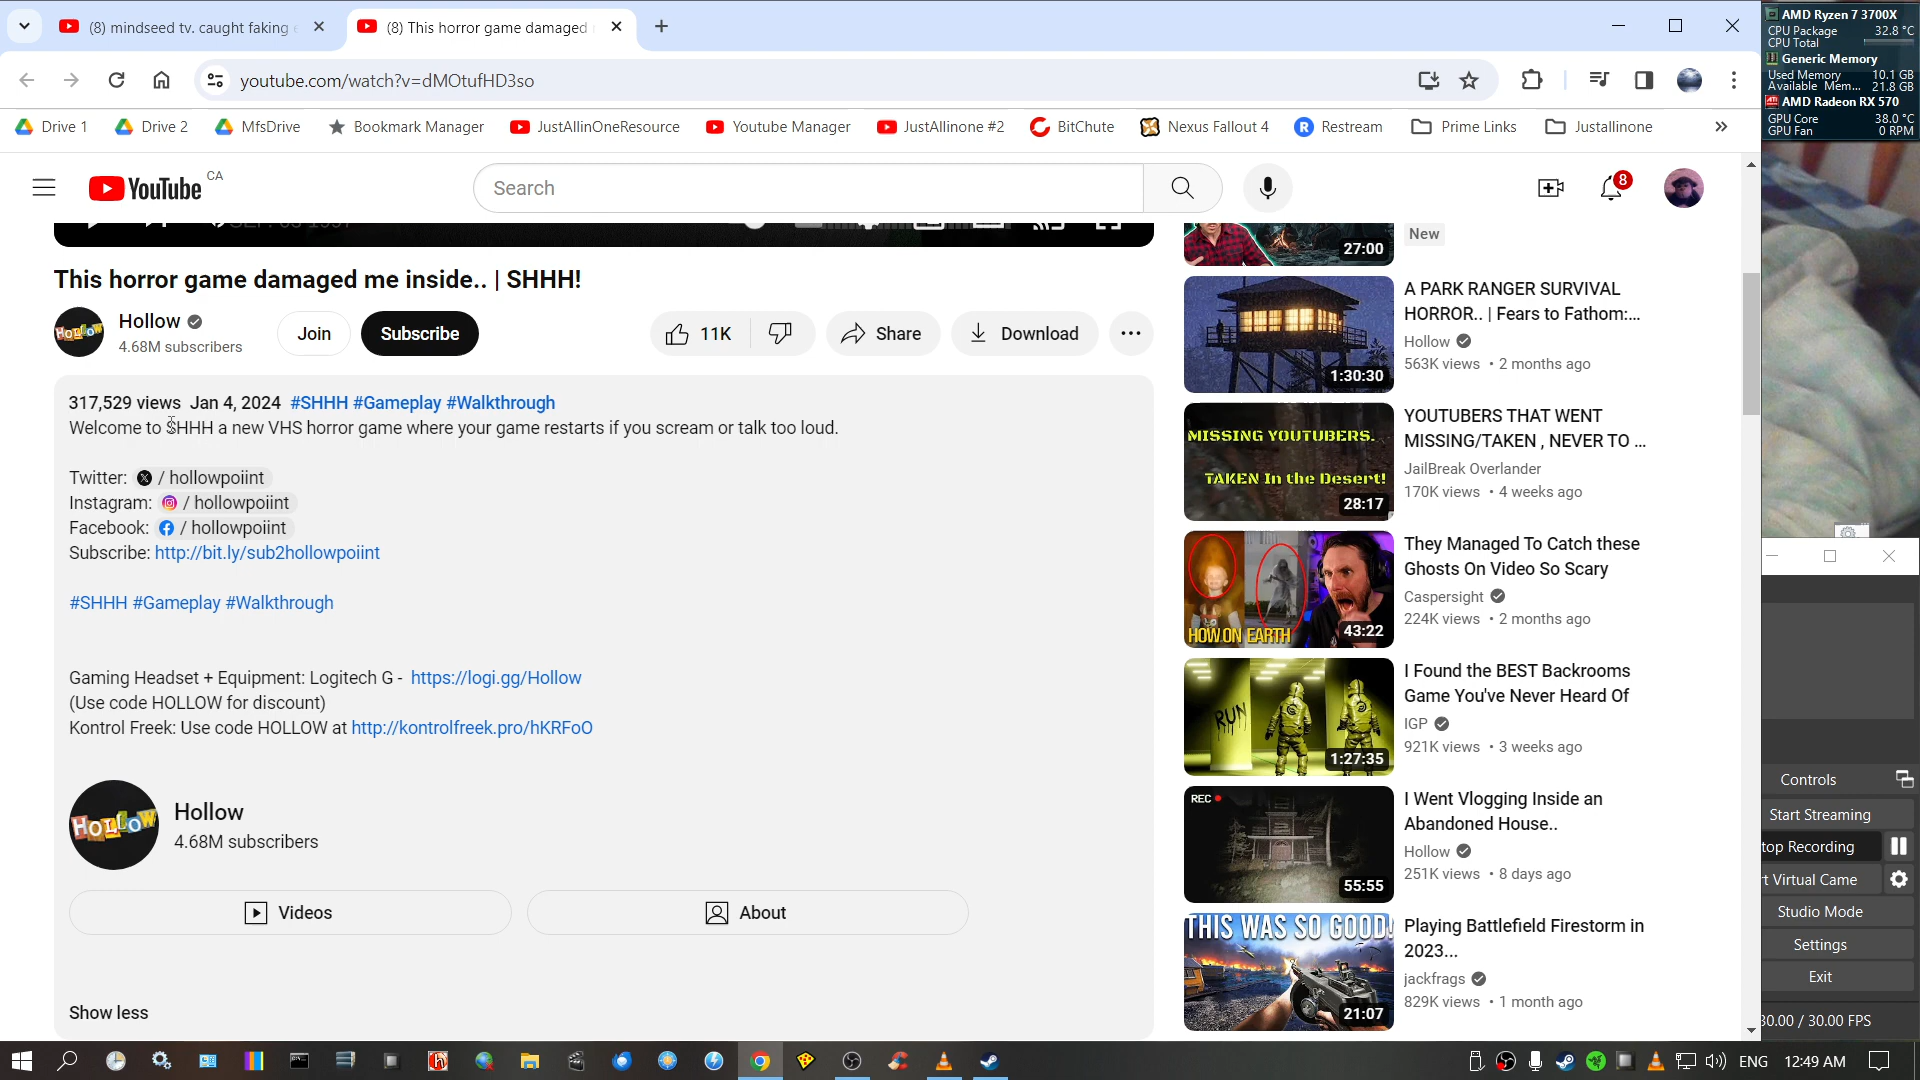 (8) mindseed tv. caught faking
(8) This horror game damaged
youtube.com/watch?v=dMOtufHD3so
Drive 1
Drive 2
MfsDrive
Bookmark Manager
JustAllinOneResource
Youtube Manager
JustAllinone #2
BitChute
Nexus Fallout 4
Restream
Prime Links
Justallinone
AMD Ryzen 7 3700X
CPU Package 32.8 °C
CPU Total
Generic Memory
Used Memory 10.1 GB
Available Mem... 21.8 GB
AMD Radeon RX 570
GPU Core 38.0 °C
GPU Fan 0 RPM
YouTube CA
Search
8
This horror game damaged me inside.. | SHHH!
Hollow
4.68M subscribers
Join
Subscribe
11K
Share
Download
317,529 views Jan 4, 2024 #SHHH #Gameplay #Walkthrough
Welcome to SHHH a new VHS horror game where your game restarts if you scream or talk too loud.
Twitter: / hollowpoiint
Instagram: / hollowpoiint
Facebook: / hollowpoiint
Subscribe: http://bit.ly/sub2hollowpoiint
#SHHH #Gameplay #Walkthrough
Gaming Headset + Equipment: Logitech G - https://logi.gg/Hollow
(Use code HOLLOW for discount)
Kontrol Freek: Use code HOLLOW at http://kontrolfreek.pro/hKRFoO
HOLLOW
Hollow
4.68M subscribers
Videos
About
Show less
27:00
New
1:30:30
A PARK RANGER SURVIVAL
HORROR.. | Fears to Fathom:...
Hollow
563K views • 2 months ago
MISSING YOUTUBERS.
TAKEN In the Desert!
28:17
YOUTUBERS THAT WENT
MISSING/TAKEN , NEVER TO ...
JailBreak Overlander
170K views • 4 weeks ago
HOW ON EARTH
43:22
They Managed To Catch these
Ghosts On Video So Scary
Caspersight
224K views • 2 months ago
RUN
1:27:35
I Found the BEST Backrooms
Game You've Never Heard Of
IGP
921K views • 3 weeks ago
REC
55:55
I Went Vlogging Inside an
Abandoned House..
Hollow
251K views • 8 days ago
THIS WAS SO GOOD!
21:07
Playing Battlefield Firestorm in
2023...
jackfrags
829K views • 1 month ago
Controls
Start Streaming
top Recording
rt Virtual Came
Studio Mode
Settings
Exit
30.00 / 30.00 FPS
ENG
12:49 AM